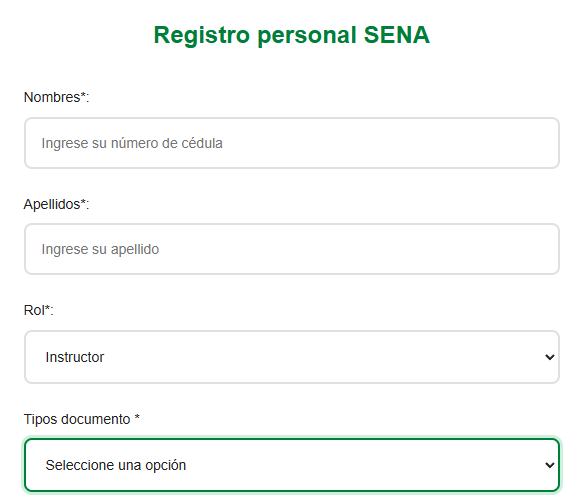 Registro personal SENA
Nombres*:
Ingrese su número de cédula
Apellidos*:
Ingrese su apellido
Rol*:
Instructor
Tipos documento *
Seleccione una opción